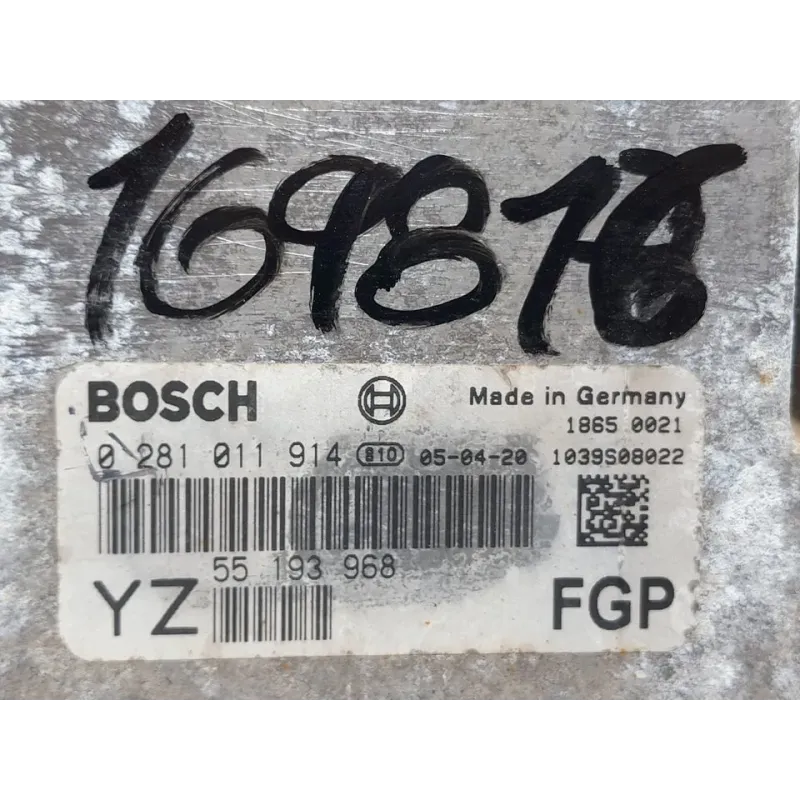 169878
BOSCH Made in Germany
1865 0021
0 281 011 914 810 05-04-20 1039S08022
55 193 968
YZ FGP